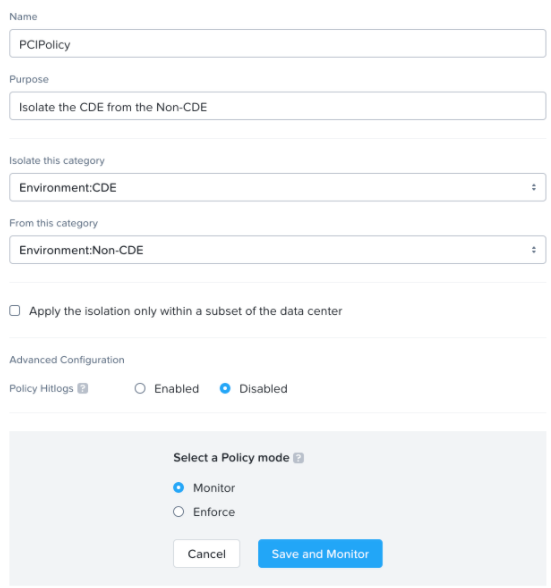 Name
PCIPolicy
Purpose
Isolate the CDE from the Non-CDE
Isolate this category
Environment:CDE
From this category
Environment:Non-CDE
Apply the isolation only within a subset of the data center
Advanced Configuration
Policy Hitlogs ? Enabled Disabled
Select a Policy mode ?
Monitor
Enforce
Cancel Save and Monitor